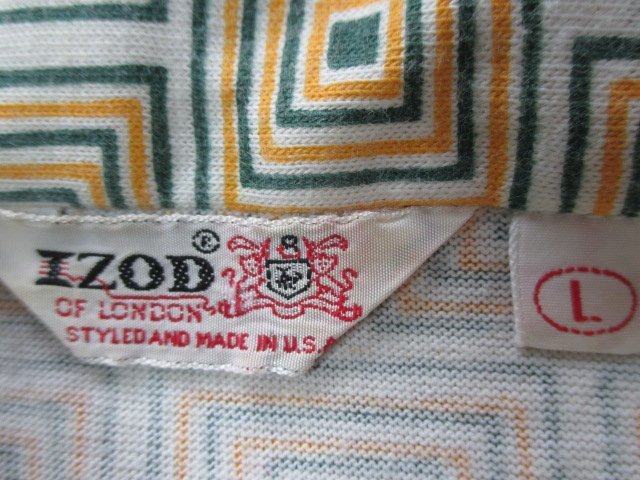 IZOD®
OF LONDON
STYLED AND MADE IN U.S.A
L